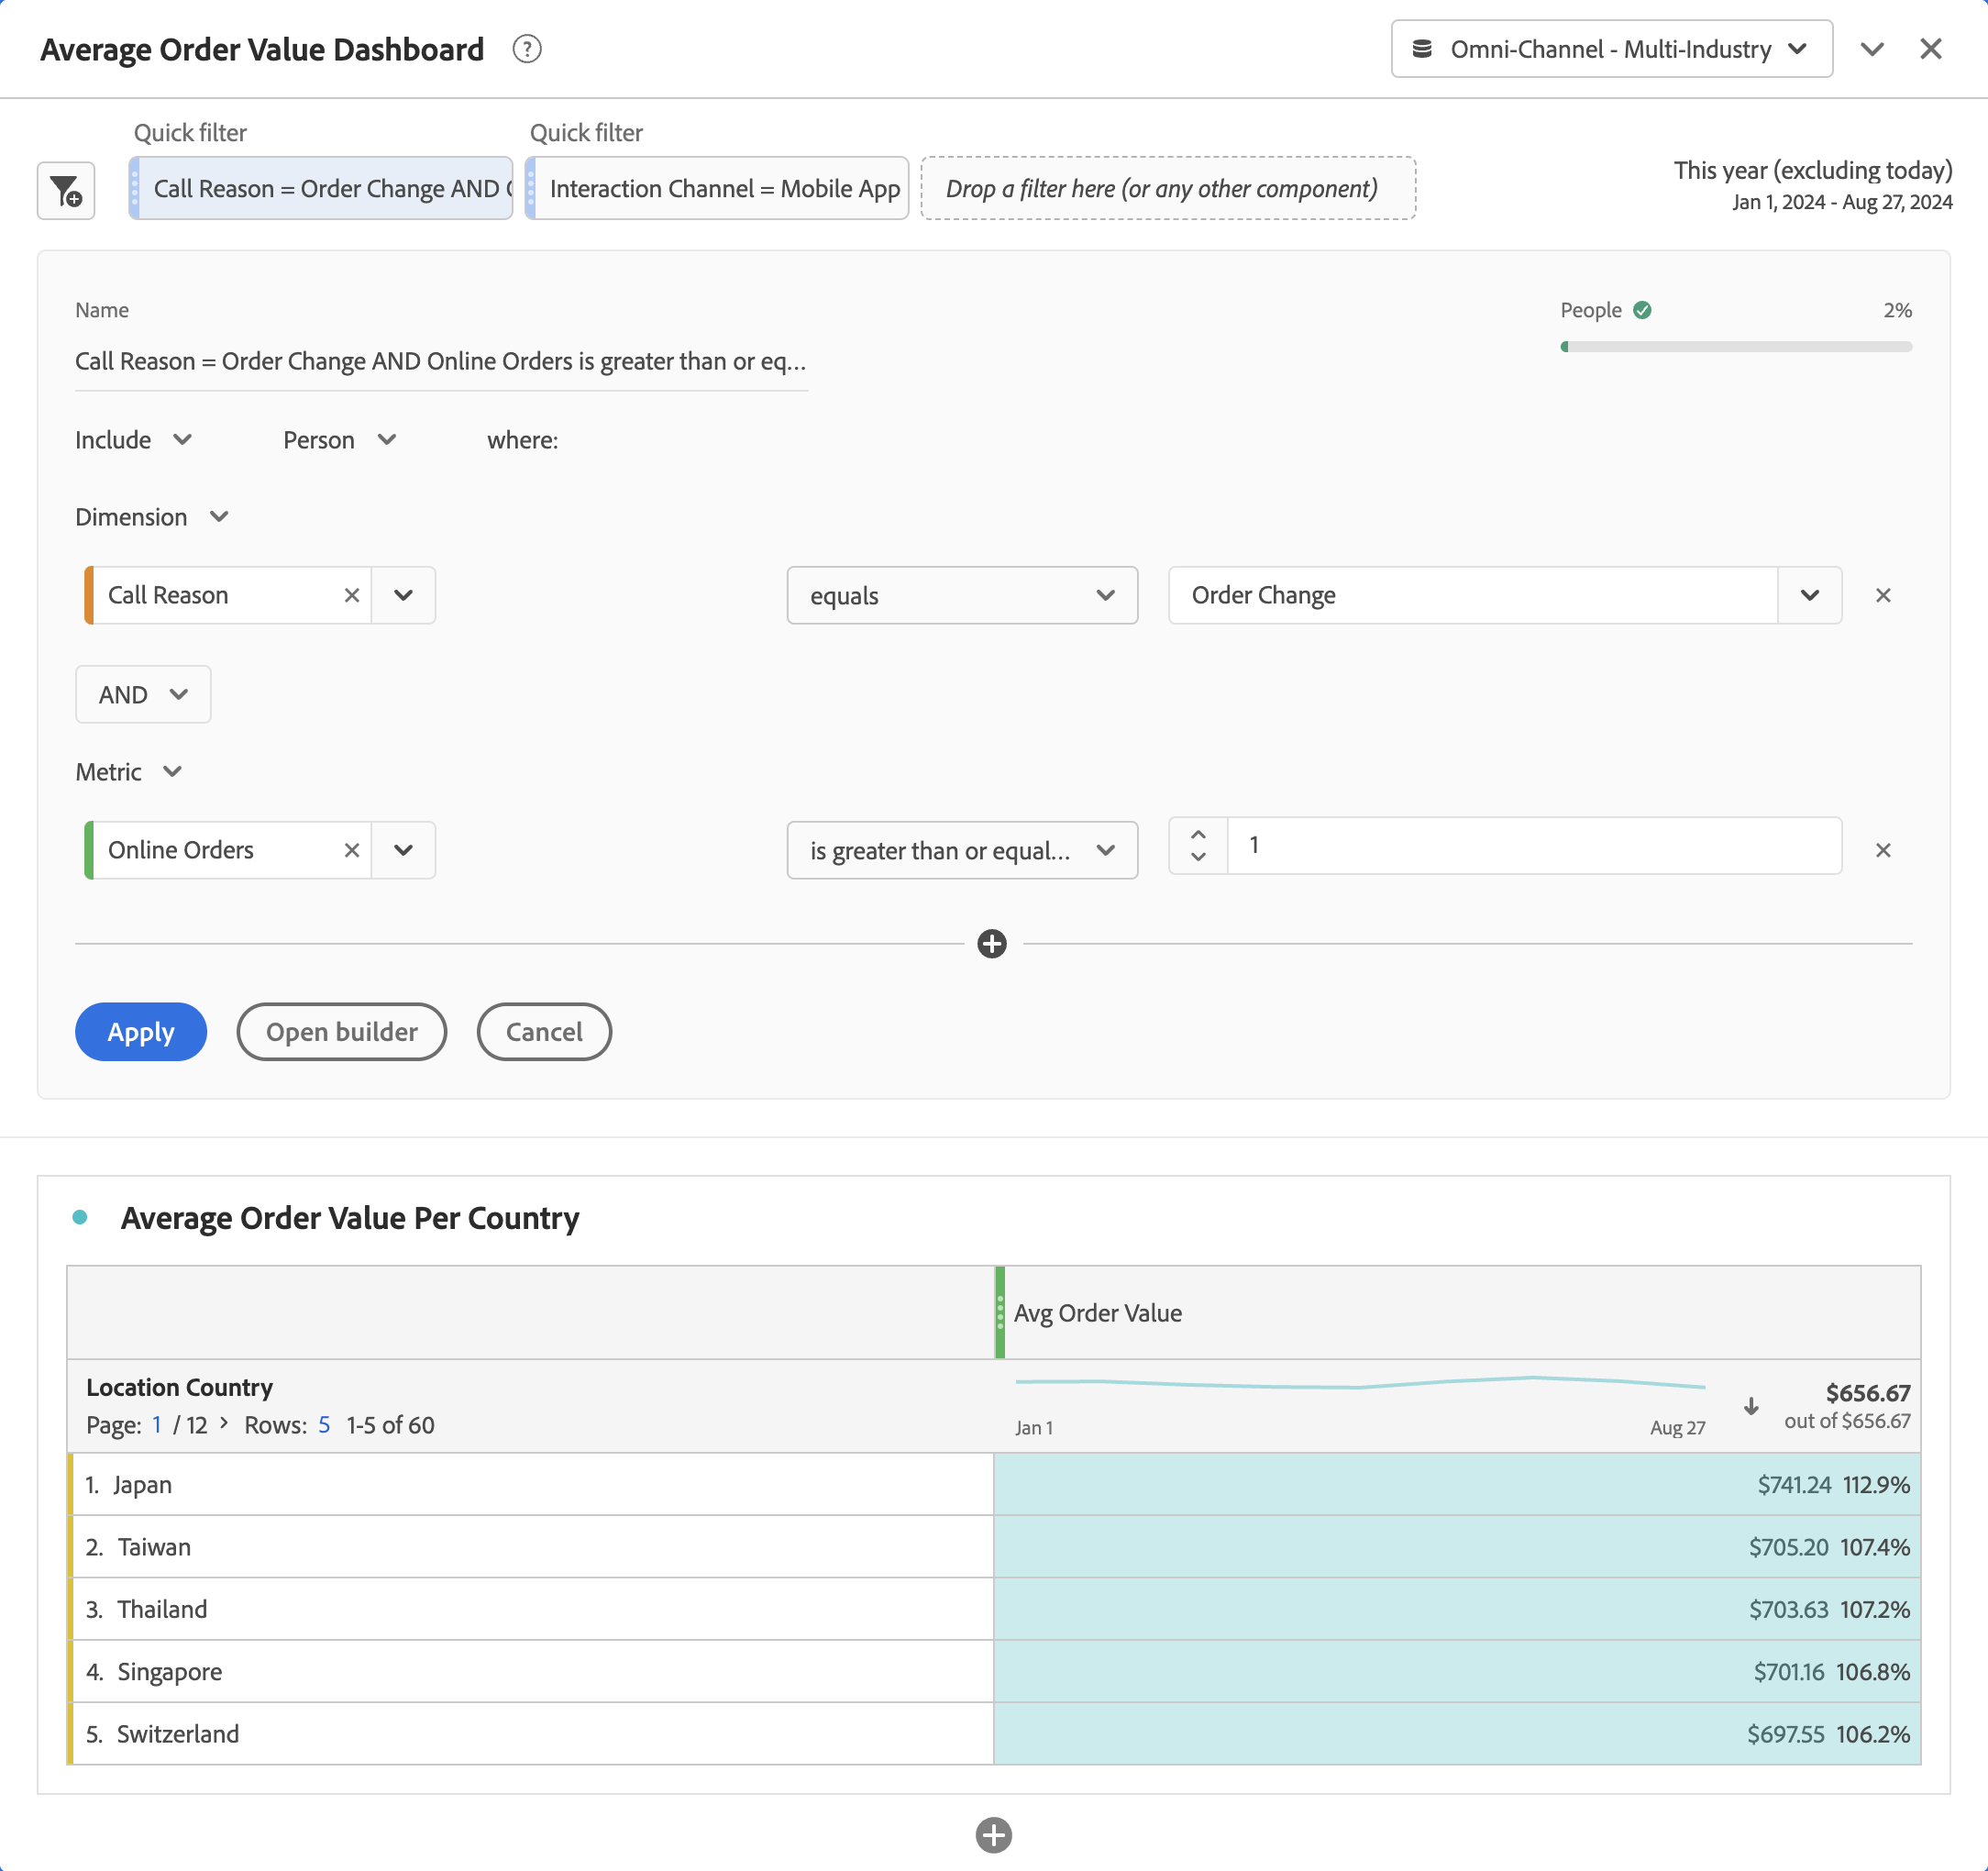 Average Order Value Dashboard ?
Omni-Channel - Multi-Industry
Quick filter
Quick filter
Call Reason = Order Change AND
Interaction Channel = Mobile App
Drop a filter here (or any other component)
This year (excluding today)
Jan 1, 2024 - Aug 27, 2024
Name
People
2%
Call Reason = Order Change AND Online Orders is greater than or eq...
Include
Person
where:
Dimension
Call Reason
equals
Order Change
AND
Metric
Online Orders
is greater than or equal...
1
Apply
Open builder
Cancel
Average Order Value Per Country
Avg Order Value
Location Country
Page: 1 / 12 > Rows: 5 1-5 of 60
Jan 1
Aug 27
$656.67
out of $656.67
1. Japan $741.24 112.9%
2. Taiwan $705.20 107.4%
3. Thailand $703.63 107.2%
4. Singapore $701.16 106.8%
5. Switzerland $697.55 106.2%